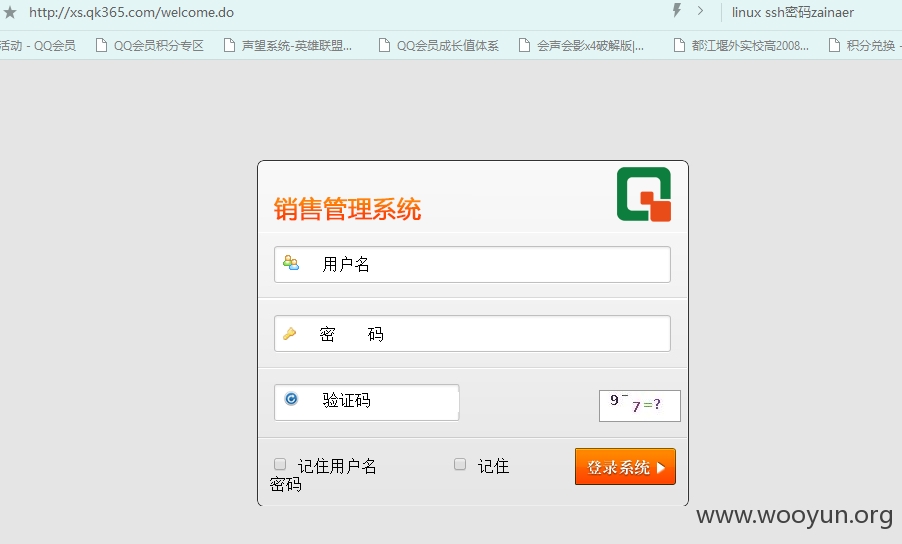 http://xs.qk365.com/welcome.do
linux ssh密码zainaer
活动 - QQ会员
QQ会员积分专区
声望系统-英雄联盟...
QQ会员成长值体系
会声会影x4破解版|...
都江堰外实校高2008...
积分兑换 -
销售管理系统
用户名
密 码
验证码
9-7=?
记住用户名
记住
密码
登录系统
www.wooyun.org